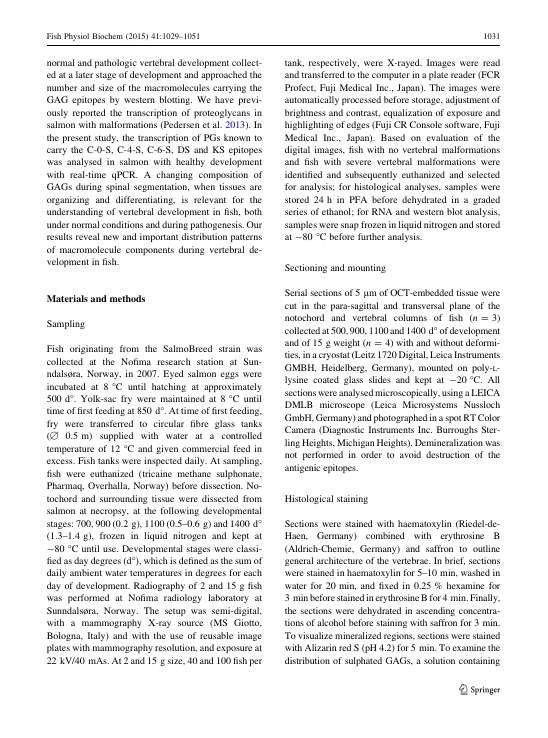 Fish Physiol Biochem (2015) 41:1029–1051
1031
normal and pathologic vertebral development collect-
ed at a later stage of development and approached the
number and size of the macromolecules carrying the
GAG epitopes by western blotting. We have previ-
ously reported the transcription of proteoglycans in
salmon with malformations (Pedersen et al. 2013). In
the present study, the transcription of PGs known to
carry the C-0-S, C-4-S, C-6-S, DS and KS epitopes
was analysed in salmon with healthy development
with real-time qPCR. A changing composition of
GAGs during spinal segmentation, when tissues are
organizing and differentiating, is relevant for the
understanding of vertebral development in fish, both
under normal conditions and during pathogenesis. Our
results reveal new and important distribution patterns
of macromolecule components during vertebral de-
velopment in fish.
Materials and methods
Sampling
Fish originating from the SalmoBreed strain was
collected at the Nofima research station at Sun-
ndalsøra, Norway, in 2007. Eyed salmon eggs were
incubated at 8 °C until hatching at approximately
500 d°. Yolk-sac fry were maintained at 8 °C until
time of first feeding at 850 d°. At time of first feeding,
fry were transferred to circular fibre glass tanks
(∅ 0.5 m) supplied with water at a controlled
temperature of 12 °C and given commercial feed in
excess. Fish tanks were inspected daily. At sampling,
fish were euthanized (tricaine methane sulphonate,
Pharmaq, Overhalla, Norway) before dissection. No-
tochord and surrounding tissue were dissected from
salmon at necropsy, at the following developmental
stages: 700, 900 (0.2 g), 1100 (0.5–0.6 g) and 1400 d°
(1.3–1.4 g), frozen in liquid nitrogen and kept at
−80 °C until use. Developmental stages were classi-
fied as day degrees (d°), which is defined as the sum of
daily ambient water temperatures in degrees for each
day of development. Radiography of 2 and 15 g fish
was performed at Nofima radiology laboratory at
Sunndalsøra, Norway. The setup was semi-digital,
with a mammography X-ray source (MS Giotto,
Bologna, Italy) and with the use of reusable image
plates with mammography resolution, and exposure at
22 kV/40 mAs. At 2 and 15 g size, 40 and 100 fish per
tank, respectively, were X-rayed. Images were read
and transferred to the computer in a plate reader (FCR
Profect, Fuji Medical Inc., Japan). The images were
automatically processed before storage, adjustment of
brightness and contrast, equalization of exposure and
highlighting of edges (Fuji CR Console software, Fuji
Medical Inc., Japan). Based on evaluation of the
digital images, fish with no vertebral malformations
and fish with severe vertebral malformations were
identified and subsequently euthanized and selected
for analysis; for histological analyses, samples were
stored 24 h in PFA before dehydrated in a graded
series of ethanol; for RNA and western blot analysis,
samples were snap frozen in liquid nitrogen and stored
at −80 °C before further analysis.
Sectioning and mounting
Serial sections of 5 μm of OCT-embedded tissue were
cut in the para-sagittal and transversal plane of the
notochord and vertebral columns of fish (n = 3)
collected at 500, 900, 1100 and 1400 d° of development
and of 15 g weight (n = 4) with and without deformi-
ties, in a cryostat (Leitz 1720 Digital, Leica Instruments
GMBH, Heidelberg, Germany), mounted on poly-L-
lysine coated glass slides and kept at −20 °C. All
sections were analysed microscopically, using a LEICA
DMLB microscope (Leica Microsystems Nussloch
GmbH, Germany) and photographed in a spot RT Color
Camera (Diagnostic Instruments Inc. Burroughs Ster-
ling Heights, Michigan Heights). Demineralization was
not performed in order to avoid destruction of the
antigenic epitopes.
Histological staining
Sections were stained with haematoxylin (Riedel-de-
Haen, Germany) combined with erythrosine B
(Aldrich-Chemie, Germany) and saffron to outline
general architecture of the vertebrae. In brief, sections
were stained in haematoxylin for 5–10 min, washed in
water for 20 min, and fixed in 0.25 % hexamine for
3 min before stained in erythrosine B for 4 min. Finally,
the sections were dehydrated in ascending concentra-
tions of alcohol before staining with saffron for 3 min.
To visualize mineralized regions, sections were stained
with Alizarin red S (pH 4.2) for 5 min. To examine the
distribution of sulphated GAGs, a solution containing
Springer